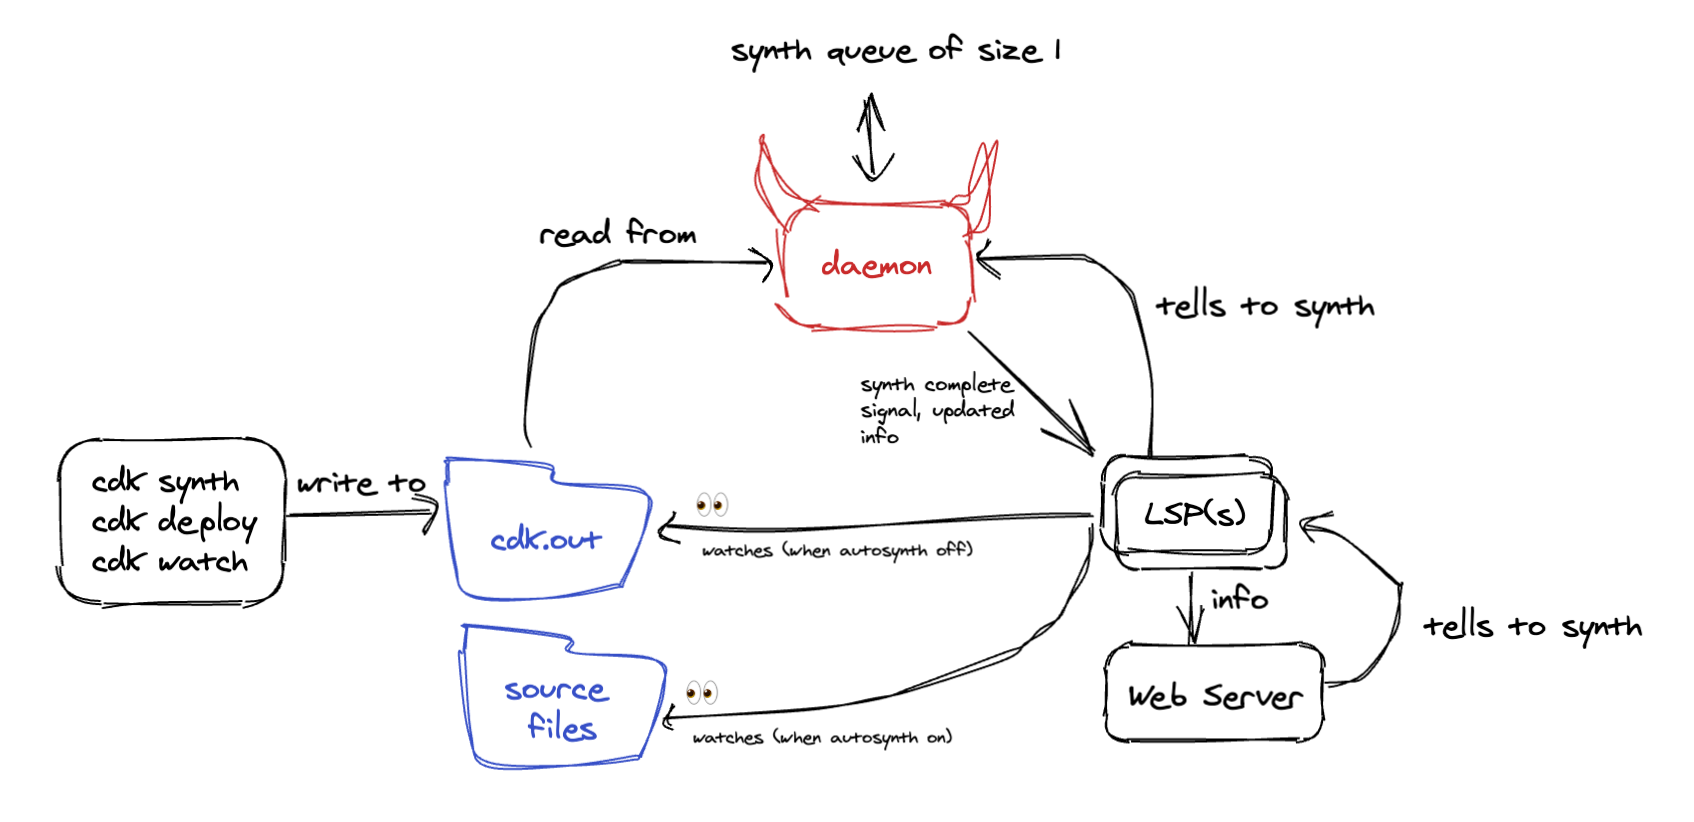 synth queue of size 1
read from
daemon
tells to synth
synth complete
signal, updated
info
cdk synth
cdk deploy
cdk watch
write to
cdk.out
watches (when autosynth off)
LSP(s)
info
tells to synth
source
files
watches (when autosynth on)
Web Server